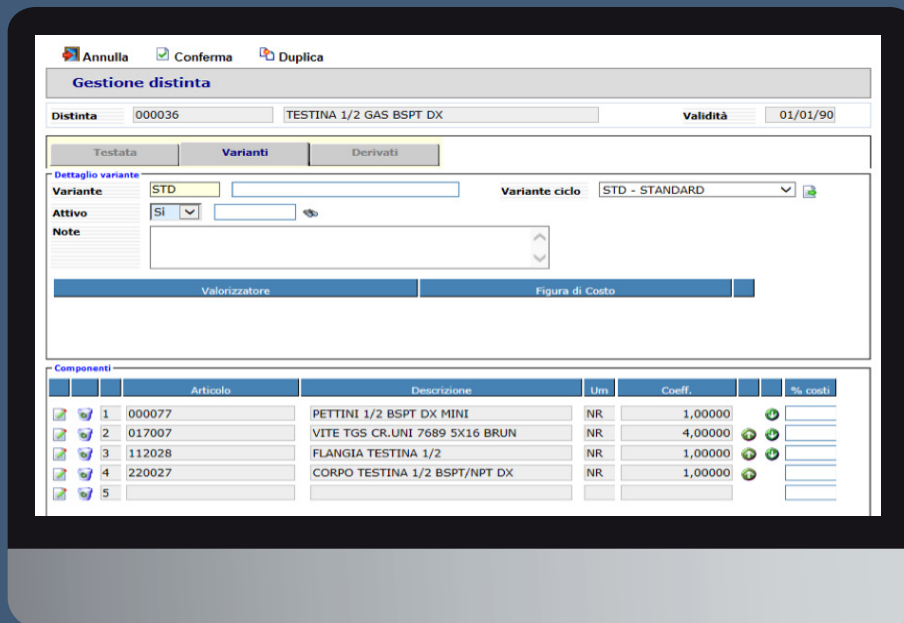 Annulla Conferma Duplica
Gestione distinta
Distinta 000036 TESTINA 1/2 GAS BSPT DX Validità 01/01/90
Testata Varianti Derivati
Dettaglio variante
Variante STD Variante ciclo STD - STANDARD
Attivo Si
Note
Valorizzatore Figura di Costo
Componenti
Articolo Descrizione Um Coeff. % costi
1 000077 PETTINI 1/2 BSPT DX MINI NR 1,00000
2 017007 VITE TGS CR.UNI 7689 5X16 BRUN NR 4,00000
3 112028 FLANGIA TESTINA 1/2 NR 1,00000
4 220027 CORPO TESTINA 1/2 BSPT/NPT DX NR 1,00000
5